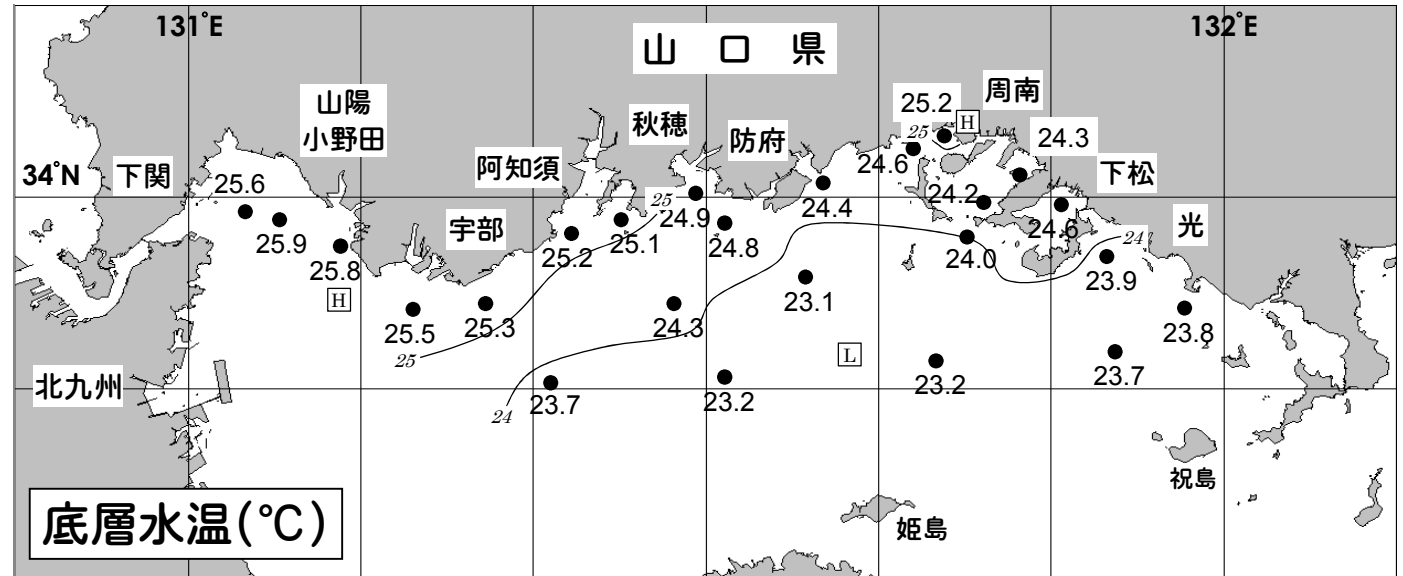 131°E
132°E
山 口 県
周南
25.2
H
25
山陽
小野田
秋穂
防府
24.3
24.6
下松
阿知須
34°N
下関
25.6
24.2
25
24.9
24.4
24.6
光
宇部
25.9
25.2
25.1
24.8
24.0
24
25.8
23.9
H
23.1
25.5
25.3
24.3
23.8
25
L
23.2
23.7
北九州
23.7
23.2
24
祝島
底層水温(℃)
姫島